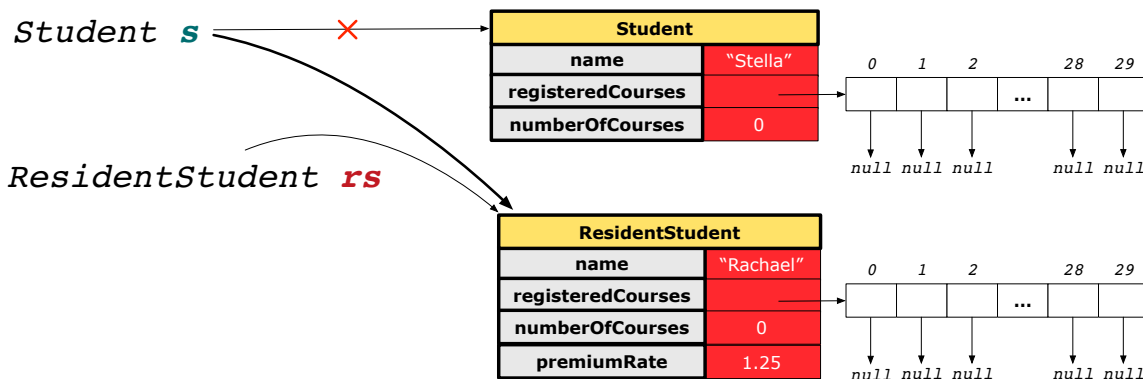 Student s
Student
name "Stella"
registeredCourses
numberOfCourses 0
0 1 2 28 29
...
null null null null null
ResidentStudent rs
ResidentStudent
name "Rachael"
registeredCourses
numberOfCourses 0
premiumRate 1.25
0 1 2 28 29
...
null null null null null